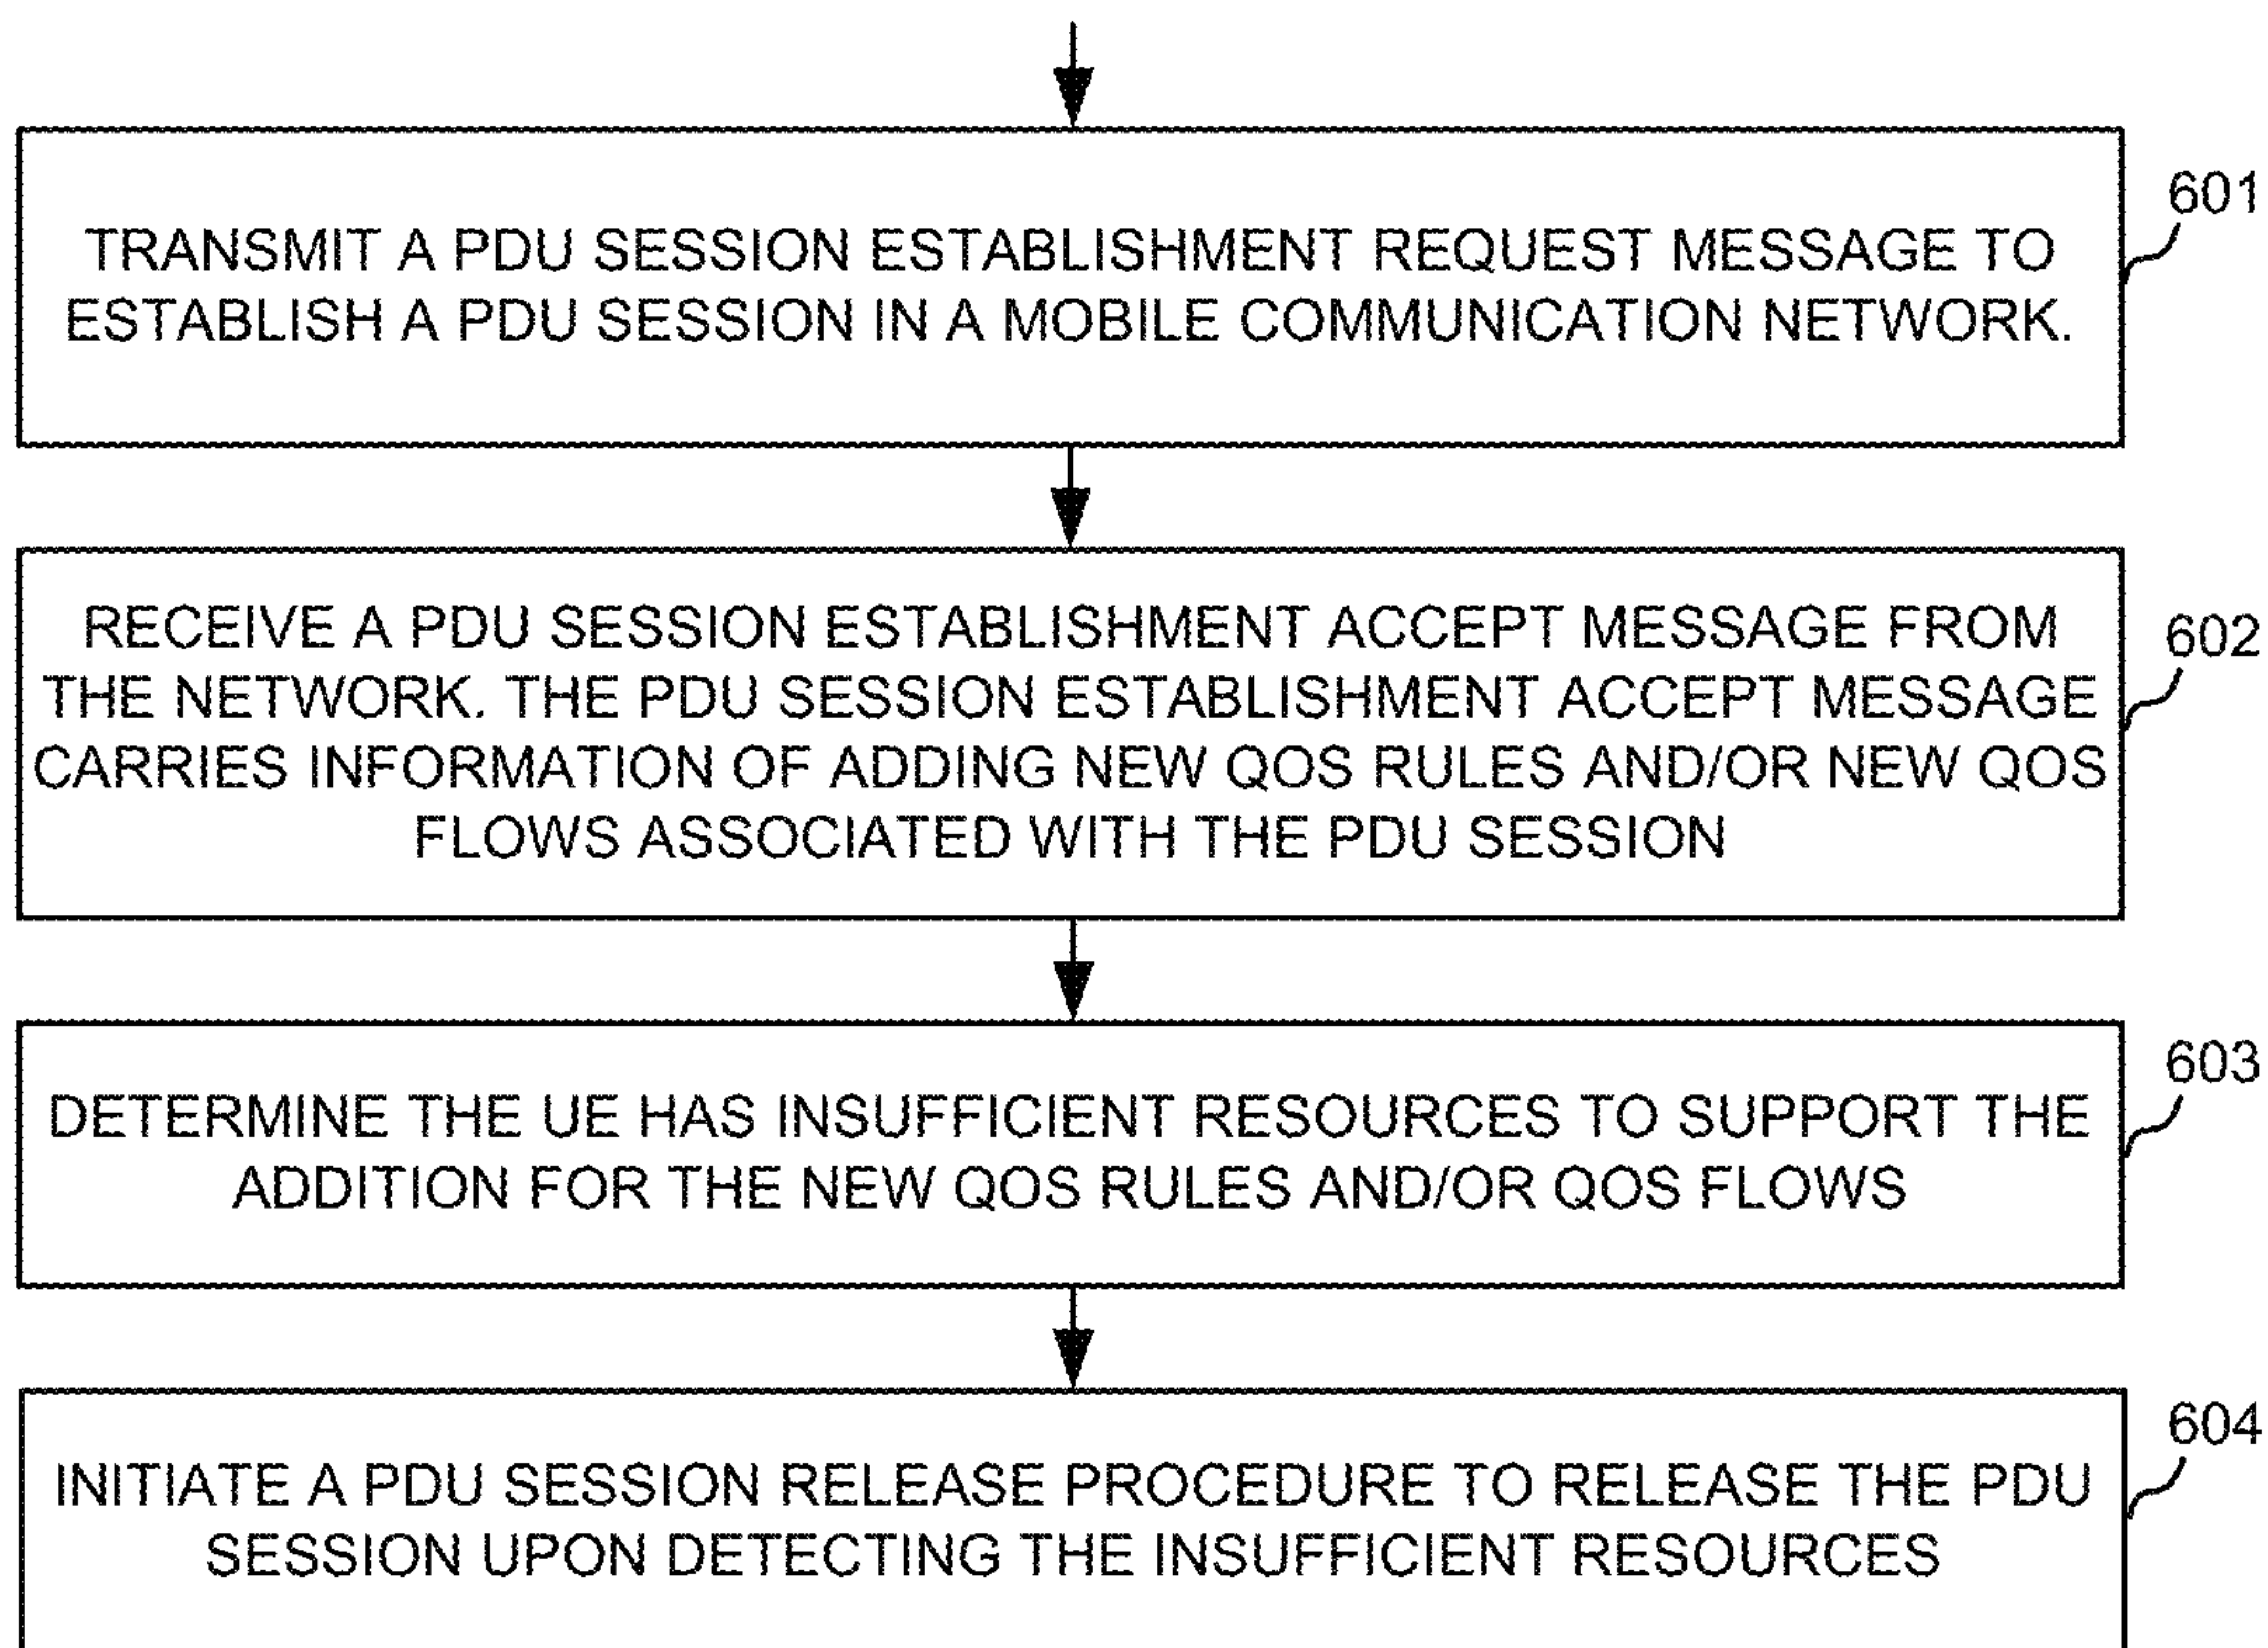 601
TRANSMIT A PDU SESSION ESTABLISHMENT REQUEST MESSAGE TO
ESTABLISH A PDU SESSION IN A MOBILE COMMUNICATION NETWORK.
602
RECEIVE A PDU SESSION ESTABLISHMENT ACCEPT MESSAGE FROM
THE NETWORK. THE PDU SESSION ESTABLISHMENT ACCEPT MESSAGE
CARRIES INFORMATION OF ADDING NEW QOS RULES AND/OR NEW QOS
FLOWS ASSOCIATED WITH THE PDU SESSION
603
DETERMINE THE UE HAS INSUFFICIENT RESOURCES TO SUPPORT THE
ADDITION FOR THE NEW QOS RULES AND/OR QOS FLOWS
604
INITIATE A PDU SESSION RELEASE PROCEDURE TO RELEASE THE PDU
SESSION UPON DETECTING THE INSUFFICIENT RESOURCES